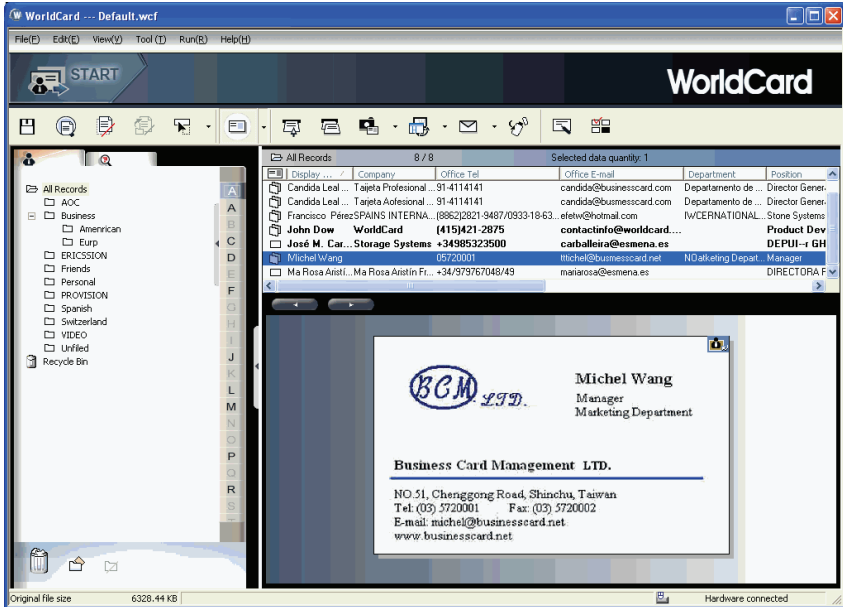 WorldCard --- Default.wcf
File(F) Edit(E) View(V) Tool (T) Run(R) Help(H)
START
WorldCard
All Records 8 / 8 Selected data quantity: 1
Display ... Company Office Tel Office E-mail Department Position
Candida Leal ... Tajeta Profesional ... 91-4114141 candida@businesscard.com Departamento de ... Director Gener
Candida Leal ... Tarjeta Aofesional ... 91-4114141 candida@businesscard.com Departamento de ... Director Gener
Francisco Pérez SPAINS INTERNA... (8862)2821-9487/0933-18-63... efetw@hotmail.com IWCERNATIONAL... Stone Systems
John Dow WorldCard (415)421-2875 contactinfo@worldcard.... Product Dev
José M. Car... Storage Systems +34985323500 carballeira@esmena.es DEPUI--r GH
Mlichel Wang 05720001 tttichel@busmesscard.net NOatketing Depart... Manager
Ma Rosa Aristí... Ma Rosa Aristín Fr... +34/979767048/49 mariarosa@esmena.es DIRECTORA F
All Records
AOC
Business
Amenrican
Eurp
ERICS5ION
Friends
Personal
PROVISION
Spanish
Switzerland
VIDEO
Unfiled
Recycle Bin
A
A
B
C
D
E
F
G
H
I
J
K
L
M
N
O
P
Q
R
S
T
BCM LTD.
Michel Wang
Manager
Marketing Department
Business Card Management LTD.
NO.51, Chenggong Road, Shinchu, Taiwan
Tel: (03) 5720001 Fax: (03) 5720002
E-mail: michel@businesscard.net
www.businesscard.net
Original file size 6328.44 KB Hardware connected